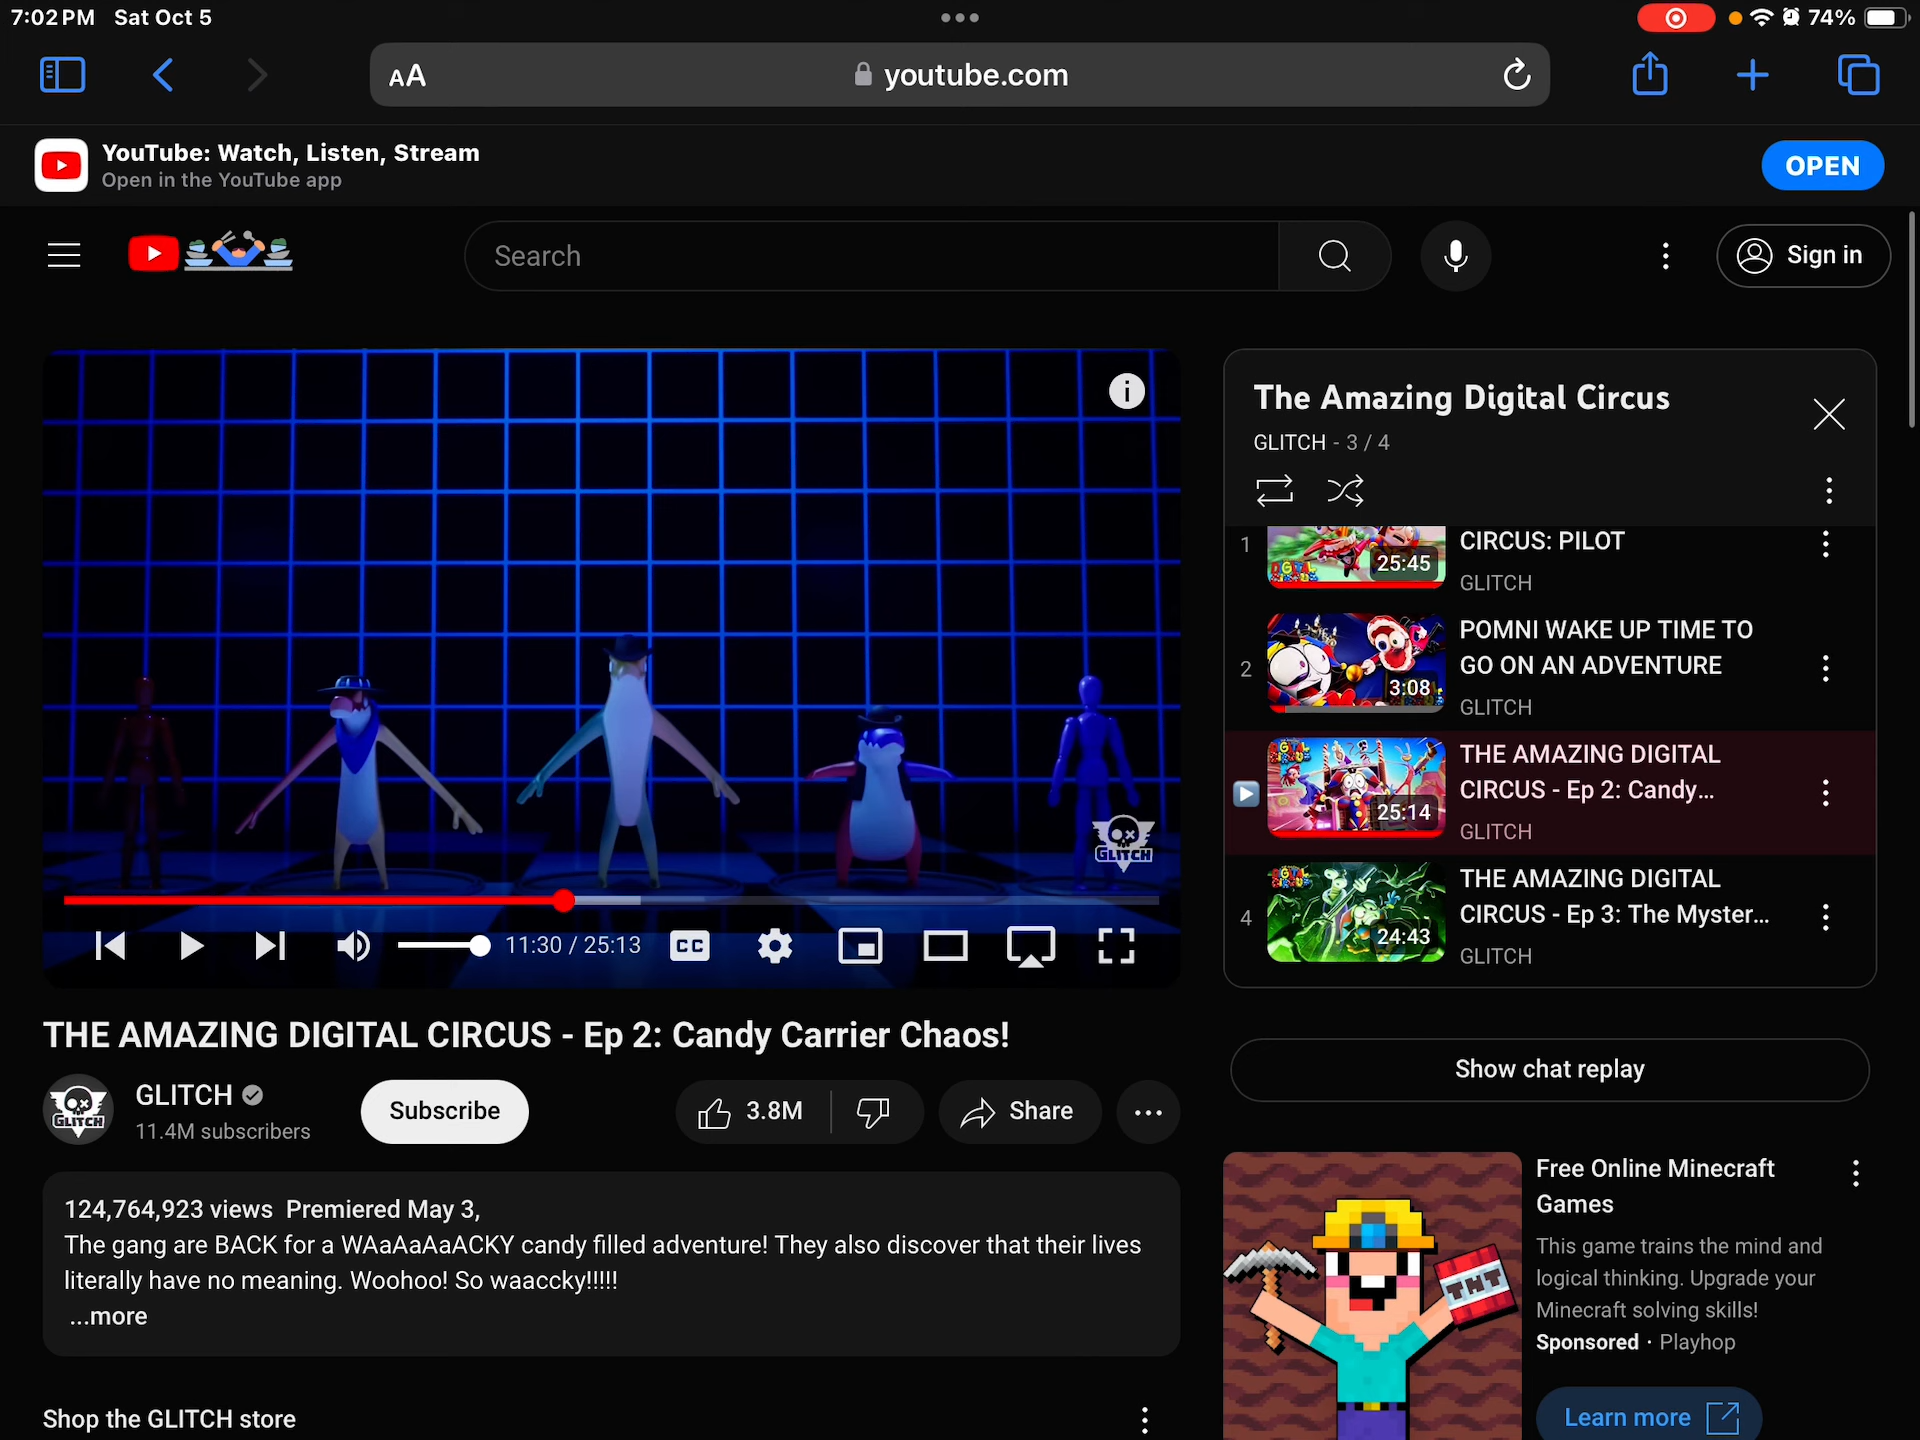 7:02 PM Sat Oct 5
74%
AA
youtube.com
YouTube: Watch, Listen, Stream
Open in the YouTube app
OPEN
Search
Sign in
GLITCH
11:30 / 25:13
CC
The Amazing Digital Circus
GLITCH - 3 / 4
1
25:45
CIRCUS: PILOT
GLITCH
2
3:08
POMNI WAKE UP TIME TO
GO ON AN ADVENTURE
GLITCH
25:14
THE AMAZING DIGITAL
CIRCUS - Ep 2: Candy...
GLITCH
4
24:43
THE AMAZING DIGITAL
CIRCUS - Ep 3: The Myster...
GLITCH
THE AMAZING DIGITAL CIRCUS - Ep 2: Candy Carrier Chaos!
GLITCH
GLITCH
11.4M subscribers
Subscribe
3.8M
Share
Show chat replay
124,764,923 views Premiered May 3,
The gang are BACK for a WAaAaAaACKY candy filled adventure! They also discover that their lives
literally have no meaning. Woohoo! So waaccky!!!!!
...more
Shop the GLITCH store
TNT
Free Online Minecraft
Games
This game trains the mind and
logical thinking. Upgrade your
Minecraft solving skills!
Sponsored · Playhop
Learn more